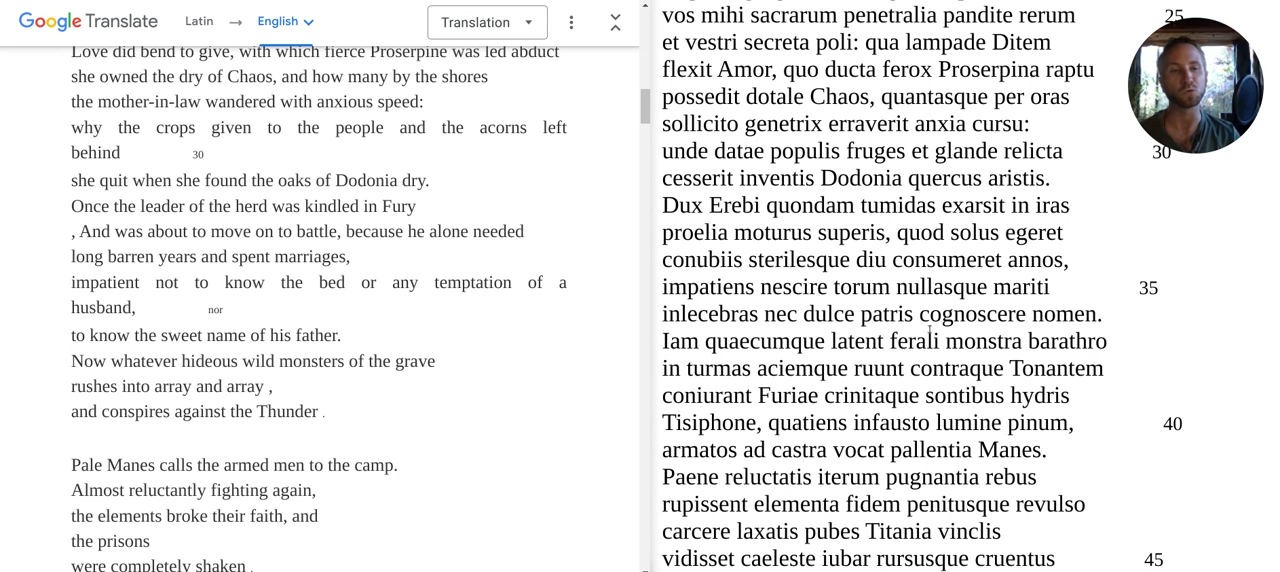 Google Translate
Latin → English
Translation
Love did bend to give, with which fierce Proserpine was led abduct
she owned the dry of Chaos, and how many by the shores
the mother-in-law wandered with anxious speed:
why the crops given to the people and the acorns left
behind 30
she quit when she found the oaks of Dodonia dry.
Once the leader of the herd was kindled in Fury
, And was about to move on to battle, because he alone needed
long barren years and spent marriages,
impatient not to know the bed or any temptation of a
husband, nor
to know the sweet name of his father.
Now whatever hideous wild monsters of the grave
rushes into array and array ,
and conspires against the Thunder .
Pale Manes calls the armed men to the camp.
Almost reluctantly fighting again,
the elements broke their faith, and
the prisons
were completely shaken .
vos mihi sacrarum penetralia pandite rerum 25
et vestri secreta poli: qua lampade Ditem
flexit Amor, quo ducta ferox Proserpina raptu
possedit dotale Chaos, quantasque per oras
sollicito genetrix erraverit anxia cursu:
unde datae populis fruges et glande relicta 30
cesserit inventis Dodonia quercus aristis.
Dux Erebi quondam tumidas exarsit in iras
proelia moturus superis, quod solus egeret
conubiis sterilesque diu consumeret annos,
impatiens nescire torum nullasque mariti 35
inlecebras nec dulce patris cognoscere nomen.
Iam quaecumque latent ferali monstra barathro
in turmas aciemque ruunt contraque Tonantem
coniurant Furiae crinitaque sontibus hydris
Tisiphone, quatiens infausto lumine pinum, 40
armatos ad castra vocat pallentia Manes.
Paene reluctatis iterum pugnantia rebus
rupissent elementa fidem penitusque revulso
carcere laxatis pubes Titania vinclis
vidisset caeleste iubar rursusque cruentus 45